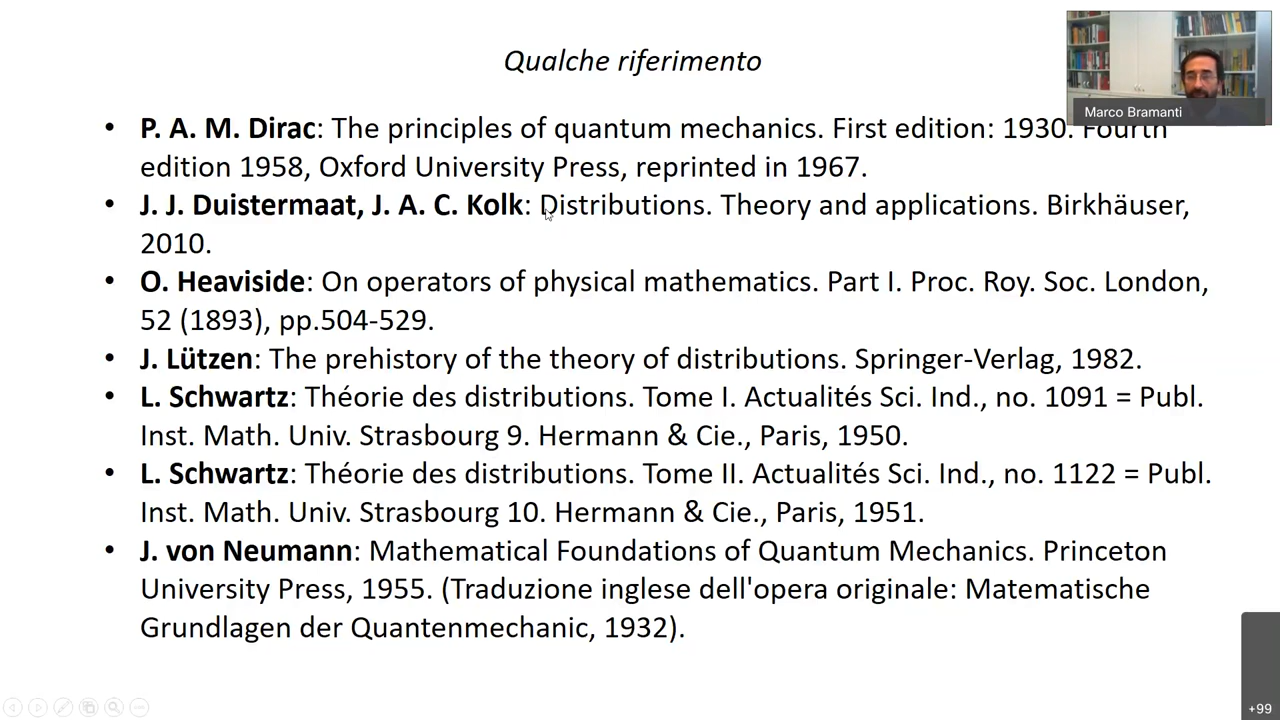 Qualche riferimento
Marco Bramanti
• P. A. M. Dirac: The principles of quantum mechanics. First edition: 1930. Fourth
edition 1958, Oxford University Press, reprinted in 1967.
• J. J. Duistermaat, J. A. C. Kolk: Distributions. Theory and applications. Birkhäuser,
2010.
• O. Heaviside: On operators of physical mathematics. Part I. Proc. Roy. Soc. London,
52 (1893), pp.504-529.
• J. Lützen: The prehistory of the theory of distributions. Springer-Verlag, 1982.
• L. Schwartz: Théorie des distributions. Tome I. Actualités Sci. Ind., no. 1091 = Publ.
Inst. Math. Univ. Strasbourg 9. Hermann & Cie., Paris, 1950.
• L. Schwartz: Théorie des distributions. Tome II. Actualités Sci. Ind., no. 1122 = Publ.
Inst. Math. Univ. Strasbourg 10. Hermann & Cie., Paris, 1951.
• J. von Neumann: Mathematical Foundations of Quantum Mechanics. Princeton
University Press, 1955. (Traduzione inglese dell'opera originale: Matematische
Grundlagen der Quantenmechanic, 1932).
+99